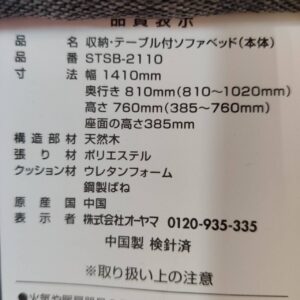 品質表示
品名 収納・テーブル付ソファベッド（本体）
品番 STSB-2110
寸法 幅 1410mm
奥行き 810mm（810～1020mm）
高さ 760mm（385～760mm）
座面の高さ385mm
構造部材 天然木
張り材 ポリエステル
クッション材 ウレタンフォーム
鋼製ばね
原産国 中国
表示者 株式会社オーヤマ 0120-935-335
中国製 検針済
※取り扱い上の注意